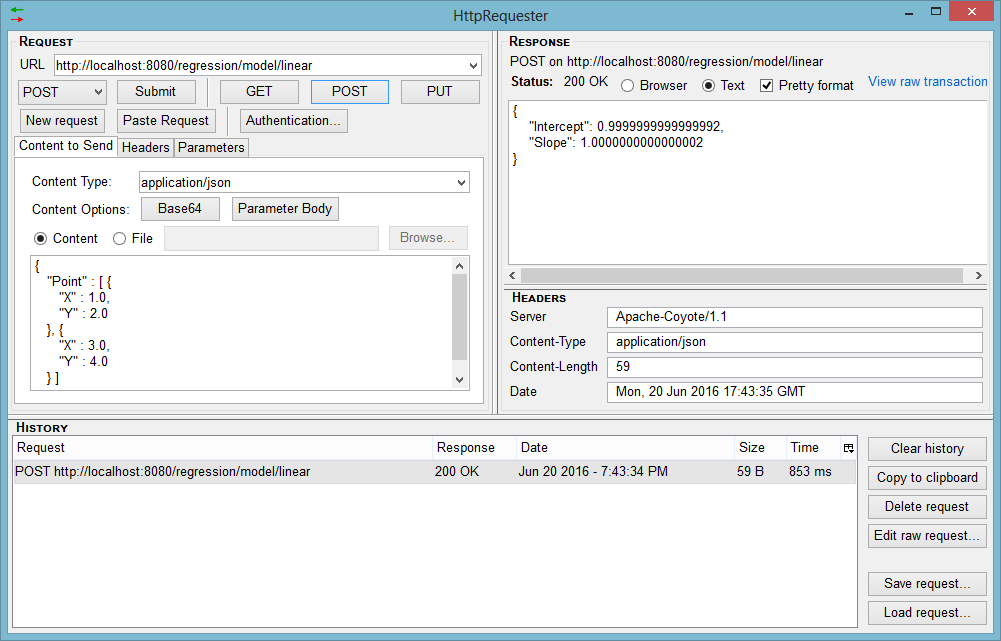 HttpRequester
REQUEST
URL http://localhost:8080/regression/model/linear
POST Submit GET POST PUT
New request Paste Request Authentication...
Content to Send Headers Parameters
Content Type: application/json
Content Options: Base64 Parameter Body
Content File Browse...
{
"Point" : [ {
"X" : 1.0,
"Y" : 2.0
}, {
"X" : 3.0,
"Y" : 4.0
} ]
RESPONSE
POST on http://localhost:8080/regression/model/linear
Status: 200 OK Browser Text Pretty format View raw transaction
{
"Intercept": 0.9999999999999992,
"Slope": 1.0000000000000002
}
HEADERS
Server Apache-Coyote/1.1
Content-Type application/json
Content-Length 59
Date Mon, 20 Jun 2016 17:43:35 GMT
HISTORY
Request Response Date Size Time
POST http://localhost:8080/regression/model/linear 200 OK Jun 20 2016 - 7:43:34 PM 59 B 853 ms
Clear history
Copy to clipboard
Delete request
Edit raw request...
Save request...
Load request...